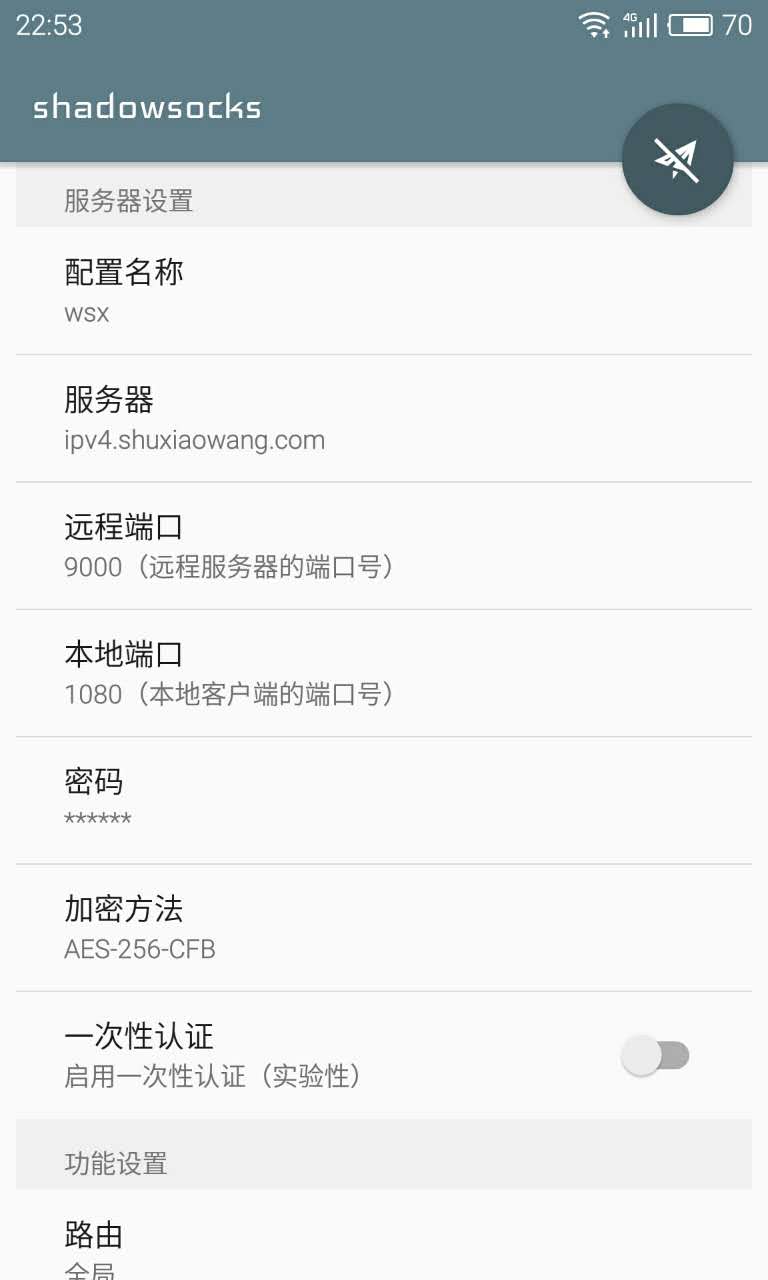 22:53
4G
70
shadowsocks
服务器设置
配置名称
wsx
服务器
ipv4.shuxiaowang.com
远程端口
9000（远程服务器的端口号）
本地端口
1080（本地客户端的端口号）
密码
******
加密方法
AES-256-CFB
一次性认证
启用一次性认证（实验性）
功能设置
路由
全局